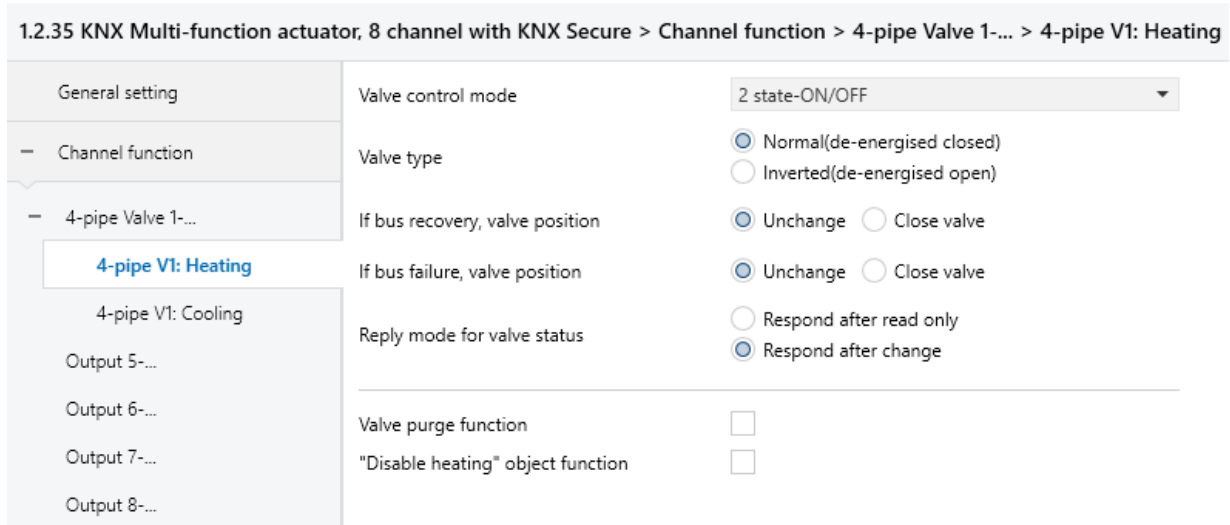 1.2.35 KNX Multi-function actuator, 8 channel with KNX Secure > Channel function > 4-pipe Valve 1-... > 4-pipe V1: Heating
General setting
Channel function
4-pipe Valve 1-...
4-pipe V1: Heating
4-pipe V1: Cooling
Output 5-...
Output 6-...
Output 7-...
Output 8-...
Valve control mode 2 state-ON/OFF
Valve type Normal(de-energised closed)
Inverted(de-energised open)
If bus recovery, valve position Unchange Close valve
If bus failure, valve position Unchange Close valve
Reply mode for valve status Respond after read only
Respond after change
Valve purge function
"Disable heating" object function